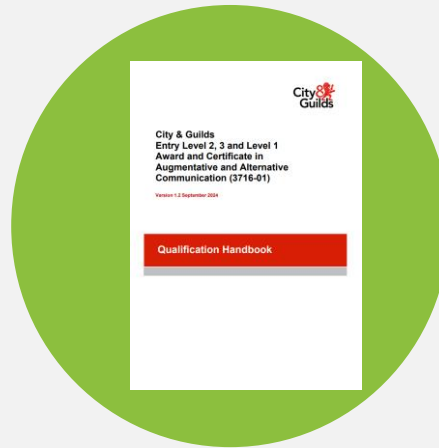 City&
Guilds
City & Guilds
Entry Level 2, 3 and Level 1
Award and Certificate in
Augmentative and Alternative
Communication (3716-01)
Version 1.2 September 2024
Qualification Handbook